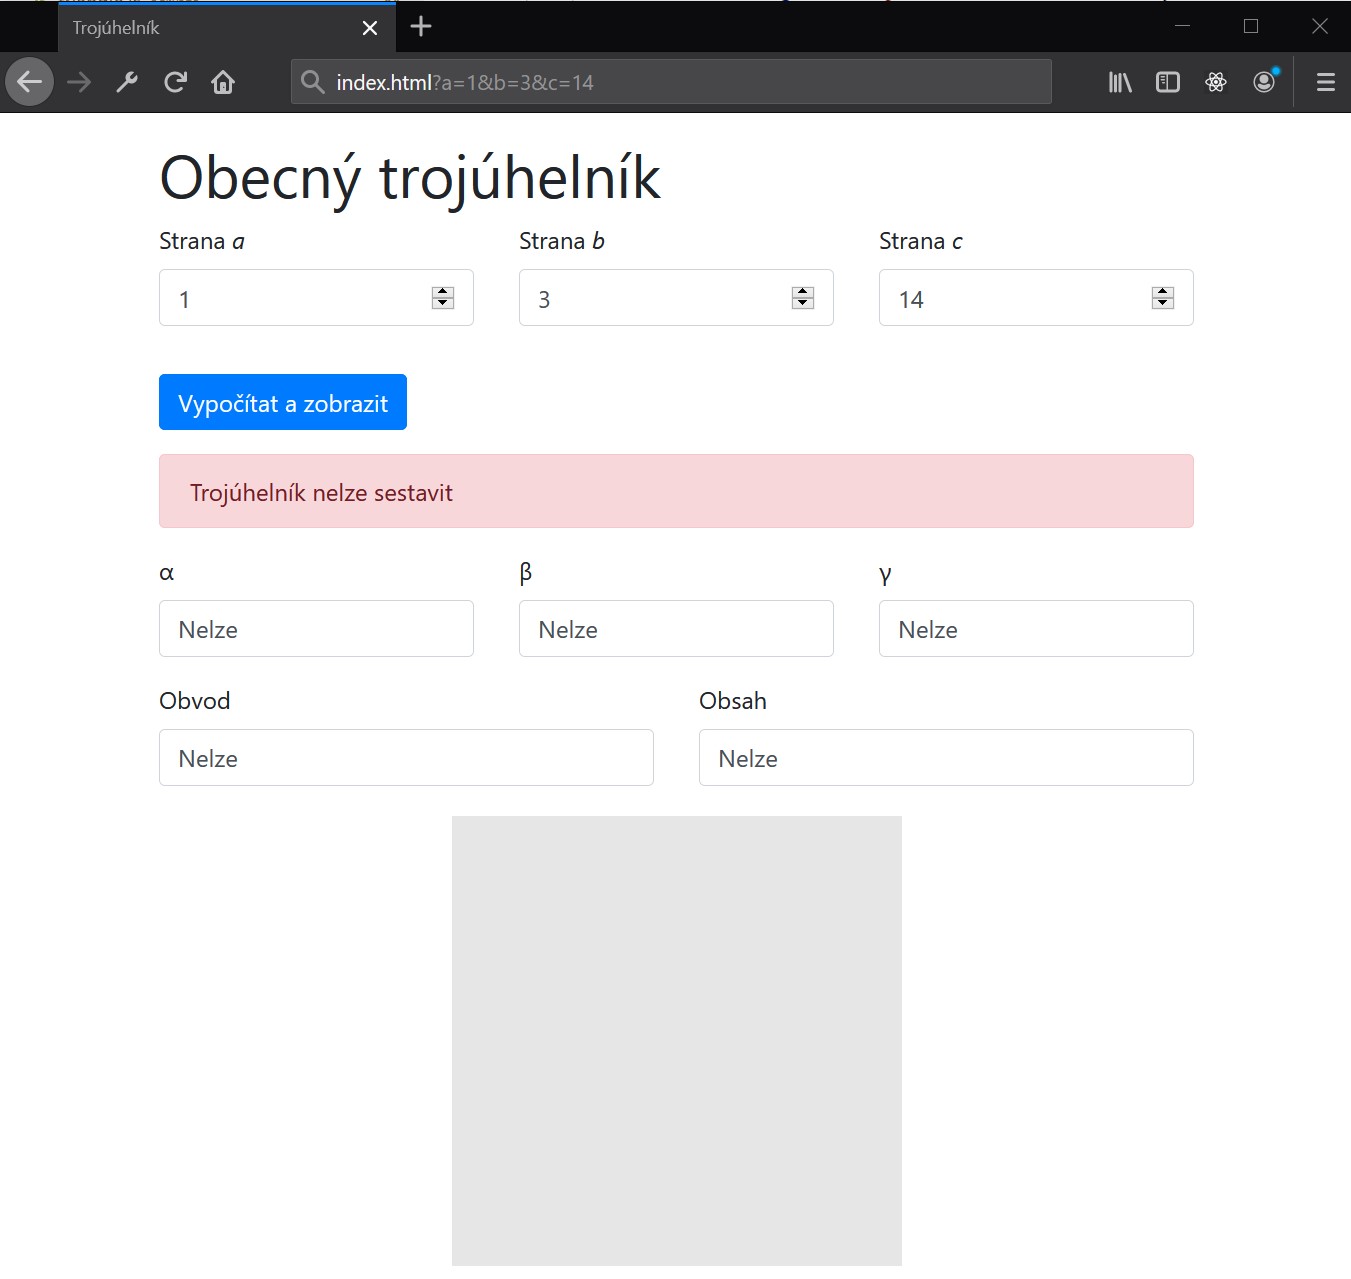 Trojúhelník
index.html?a=1&b=3&c=14
Obecný trojúhelník
Strana a
Strana b
Strana c
1
3
14
Vypočítat a zobrazit
Trojúhelník nelze sestavit
α
β
γ
Nelze
Nelze
Nelze
Obvod
Obsah
Nelze
Nelze